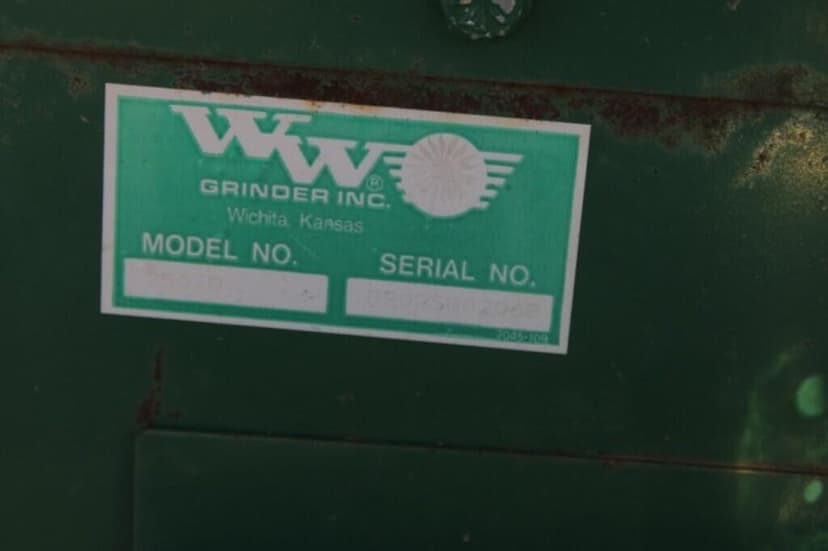 WW®
GRINDER INC.
Wichita, Kansas
MODEL NO.
SERIAL NO.